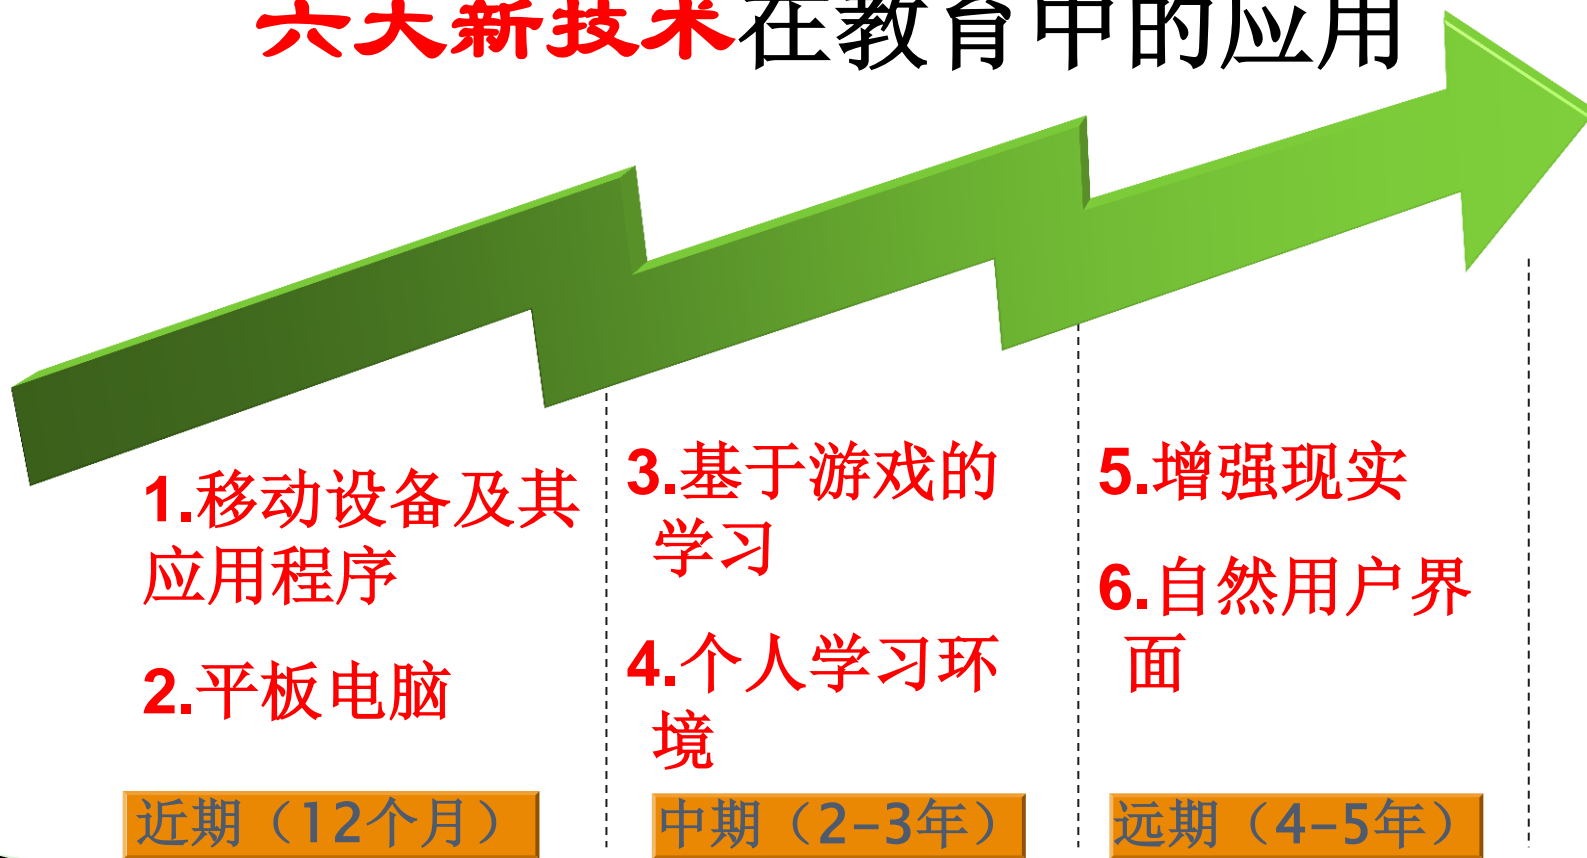 六大新技术在教育中的应用
1.移动设备及其
应用程序
2.平板电脑
3.基于游戏的
学习
4.个人学习环
境
5.增强现实
6.自然用户界
面
近期（12个月）
中期（2-3年）
远期（4-5年）